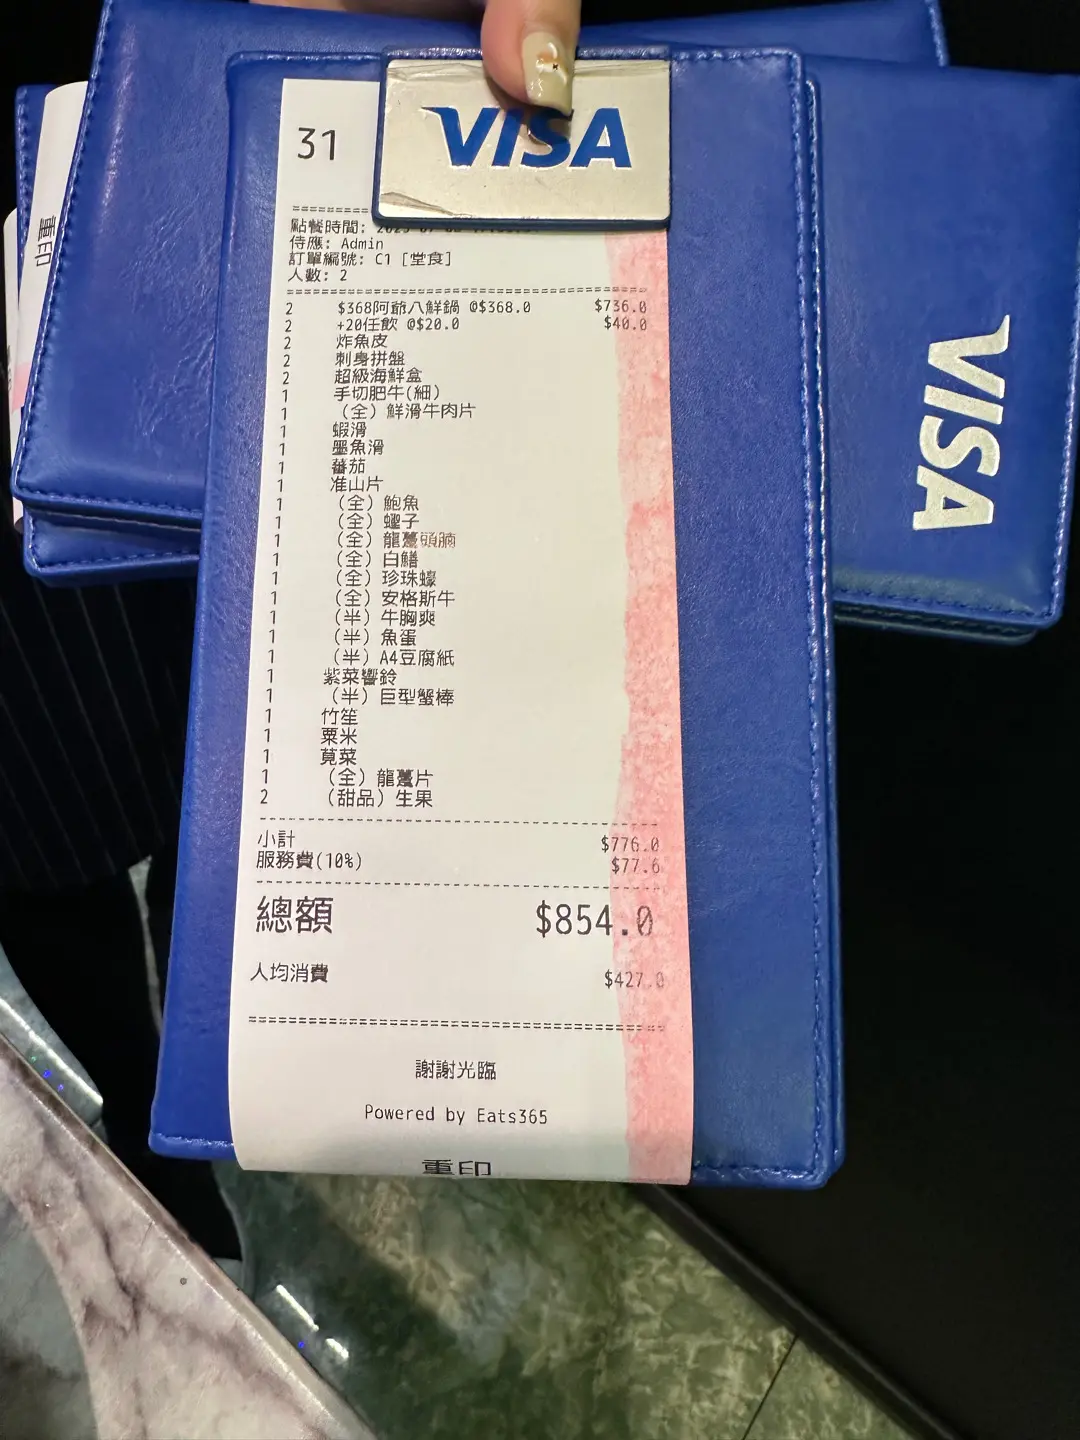 VISA
31
點餐時間:
侍應: Admin
訂單編號: C1 [堂食]
人數: 2
2 $368阿爺八鮮鍋 @$368.0 $736.0
2 +20任飲 @$20.0 $40.0
2 炸魚皮
2 刺身拼盤
2 超級海鮮盒
1 手切肥牛(細)
1 (全) 鮮滑牛肉片
1 蝦滑
1 墨魚滑
1 蕃茄
1 准山片
1 (全) 鮑魚
1 (全) 蟶子
1 (全) 龍躉頭腩
1 (全) 白鱔
1 (全) 珍珠蠔
1 (全) 安格斯牛
1 (半) 牛胸爽
1 (半) 魚蛋
1 (半) A4豆腐紙
1 紫菜響鈴
1 (半) 巨型蟹棒
1 竹笙
1 粟米
1 莧菜
1 (全) 龍躉片
2 (甜品) 生果
小計 $776.0
服務費(10%) $77.6
總額 $854.0
人均消費 $427.0
謝謝光臨
Powered by Eats365
重印
VISA
重印